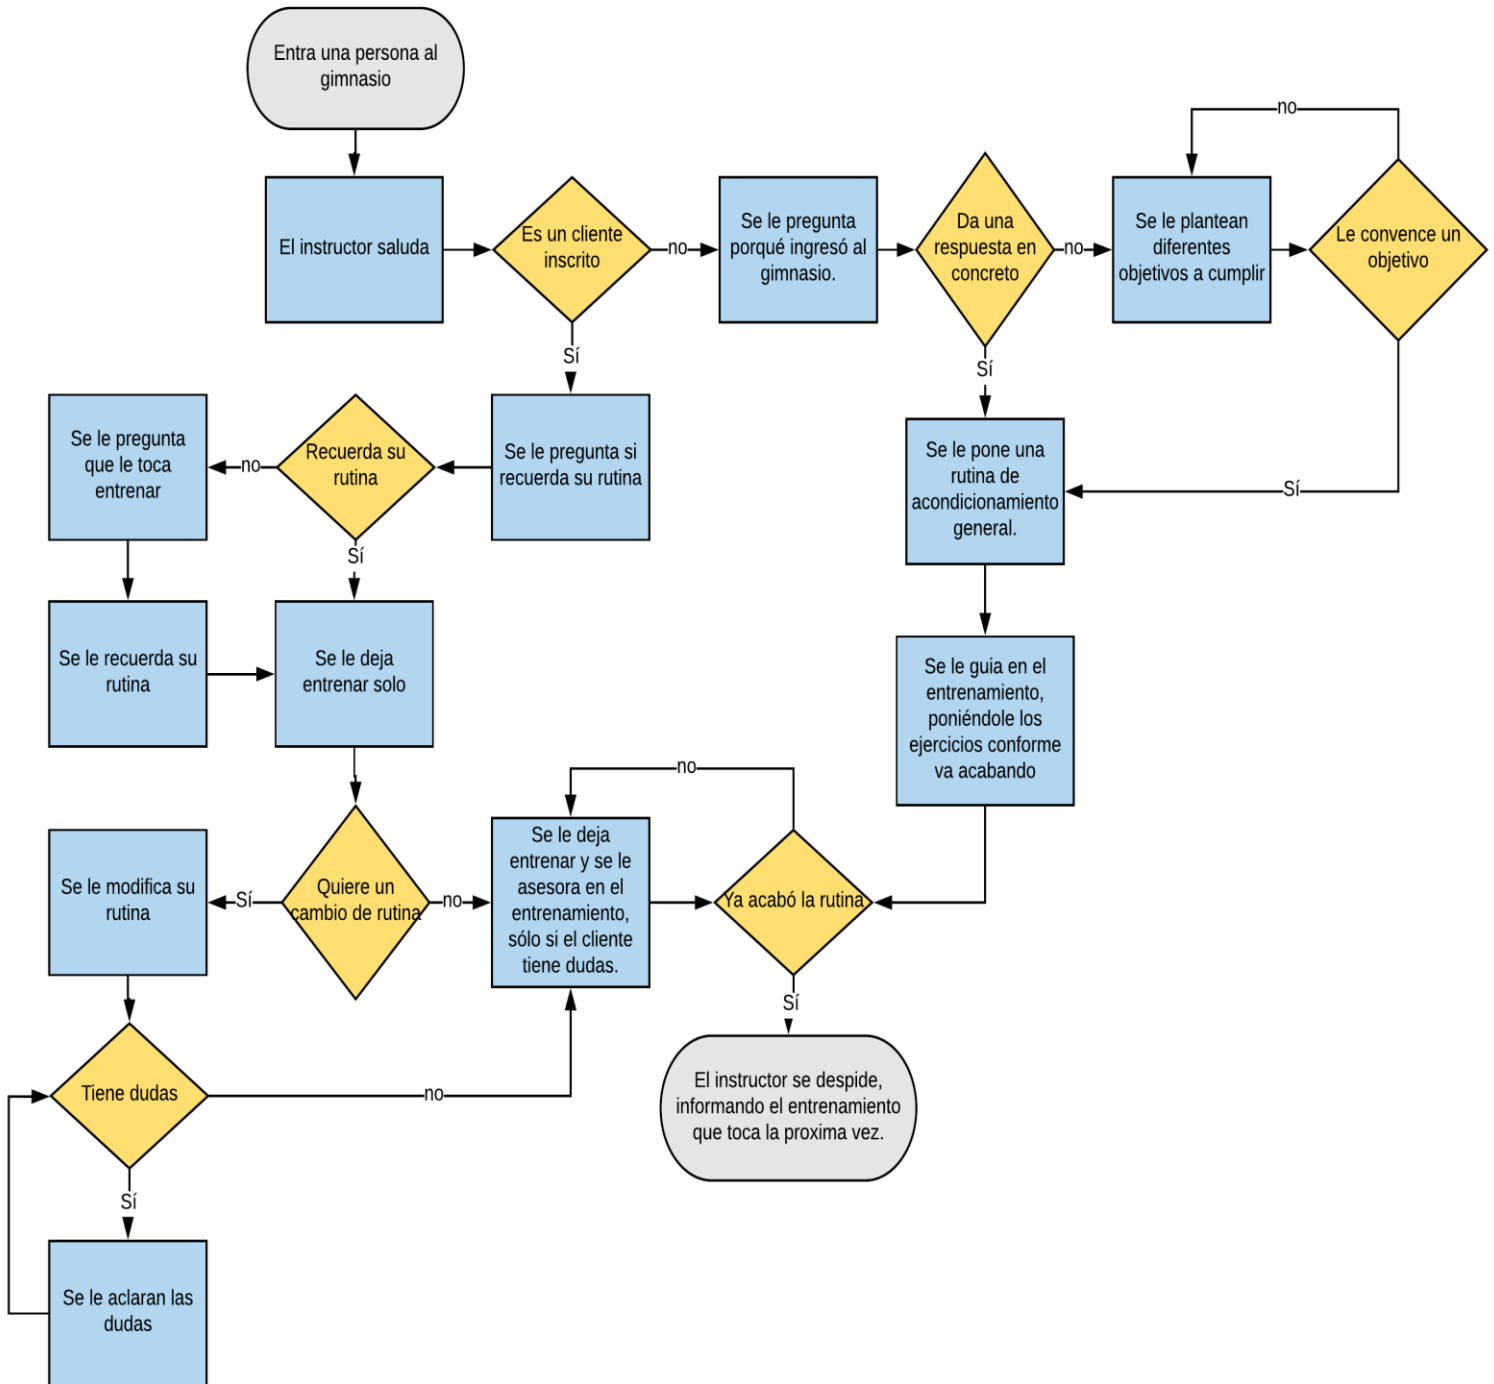 Entra una persona al
gimnasio
El instructor saluda
Es un cliente
inscrito
no
Se le pregunta
porqué ingresó al
gimnasio.
Da una
respuesta en
concreto
no
Se le plantean
diferentes
objetivos a cumplir
Le convence un
objetivo
no
Sí
Sí
Sí
Se le pregunta si
recuerda su rutina
Recuerda su
rutina
no
Se le pregunta
que le toca
entrenar
Sí
Se le recuerda su
rutina
Se le deja
entrenar solo
Se le pone una
rutina de
acondicionamiento
general.
Se le guia en el
entrenamiento,
poniéndole los
ejercicios conforme
va acabando
Quiere un
cambio de rutina
Sí
Se le modifica su
rutina
no
Se le deja
entrenar y se le
asesora en el
entrenamiento,
sólo si el cliente
tiene dudas.
no
Ya acabó la rutina
Sí
El instructor se despide,
informando el entrenamiento
que toca la proxima vez.
Tiene dudas
no
Sí
Se le aclaran las
dudas